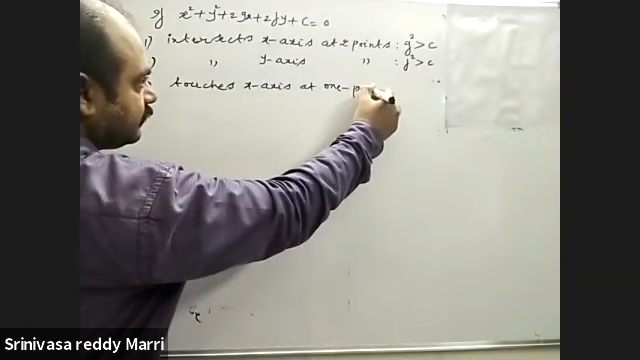 If x² + y² + 2gx + 2fy + c = 0
1) intersects x-axis at 2 points : g² > c
) " y-axis " : f² > c
touches x-axis at one-p
Srinivasa reddy Marri